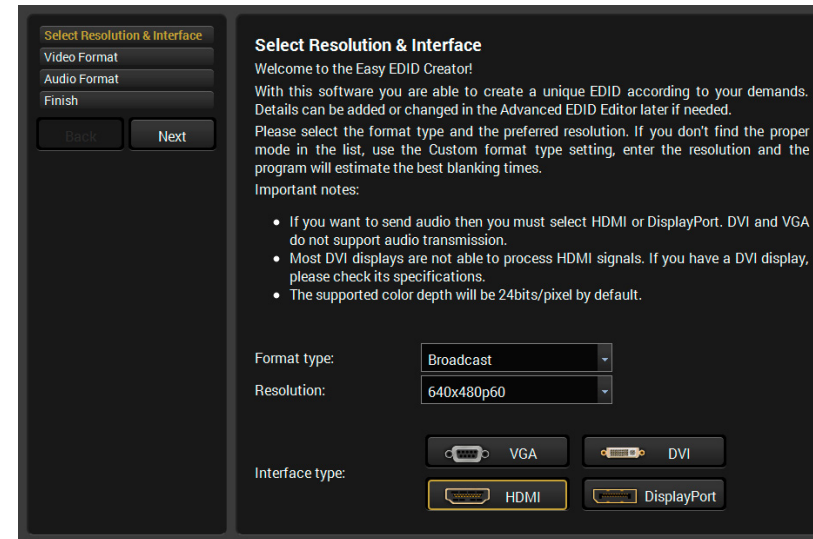 Select Resolution & Interface
Video Format
Audio Format
Finish
Back
Next
Select Resolution & Interface
Welcome to the Easy EDID Creator!
With this software you are able to create a unique EDID according to your demands.
Details can be added or changed in the Advanced EDID Editor later if needed.
Please select the format type and the preferred resolution. If you don't find the proper
mode in the list, use the Custom format type setting, enter the resolution and the
program will estimate the best blanking times.
Important notes:
● If you want to send audio then you must select HDMI or DisplayPort. DVI and VGA
do not support audio transmission.
● Most DVI displays are not able to process HDMI signals. If you have a DVI display,
please check its specifications.
● The supported color depth will be 24bits/pixel by default.
Format type:
Broadcast
Resolution:
640x480p60
Interface type:
VGA
DVI
HDMI
DisplayPort